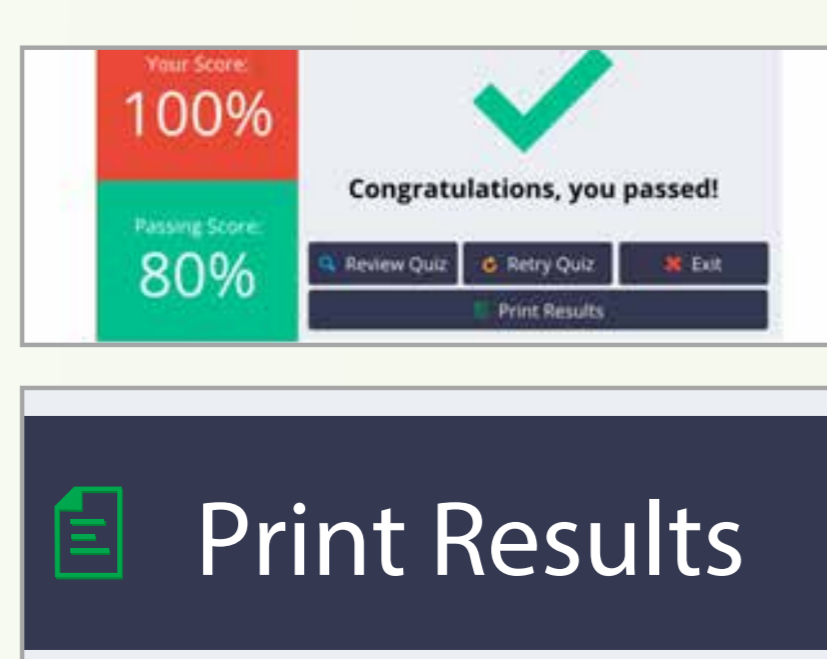 Your Score:
100%
Congratulations, you passed!
Passing Score:
80%
Review Quiz
Retry Quiz
Exit
Print Results
Print Results